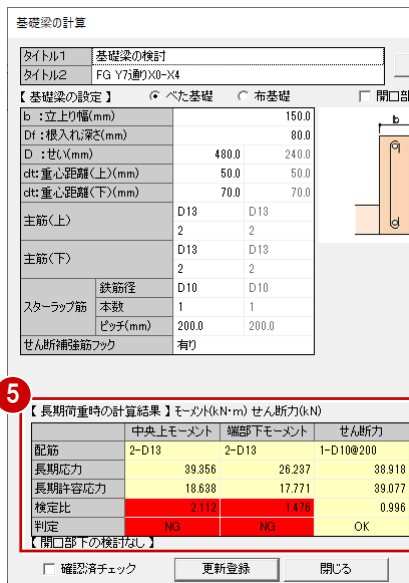 基礎梁の計算
タイトル1 基礎梁の検討
タイトル2 FG Y7通りX0-X4
【 基礎梁の設定 】 べた基礎 布基礎 開口部
b :立上り幅(mm) 150.0
Df:根入れ深さ(mm) 80.0
D :せい(mm) 480.0 240.0
dt:重心距離(上)(mm) 50.0 50.0
dt:重心距離(下)(mm) 70.0 70.0
主筋(上) D13 D13
2 2
主筋(下) D13 D13
2 2
スターラップ筋 鉄筋径 D10 D10
本数 1 1
ピッチ(mm) 200.0 200.0
せん断補強筋フック 有り
b
5
【 長期荷重時の計算結果 】モーメント(kN・m) せん断力(kN)
中央上モーメント 端部下モーメント せん断力
配筋 2-D13 2-D13 1-D10@200
長期応力 39.356 26.237 38.918
長期許容応力 18.638 17.771 39.077
検定比 2.112 1.476 0.996
判定 NG NG OK
【 開口部下の検討なし 】
確認済チェック 更新登録 閉じる